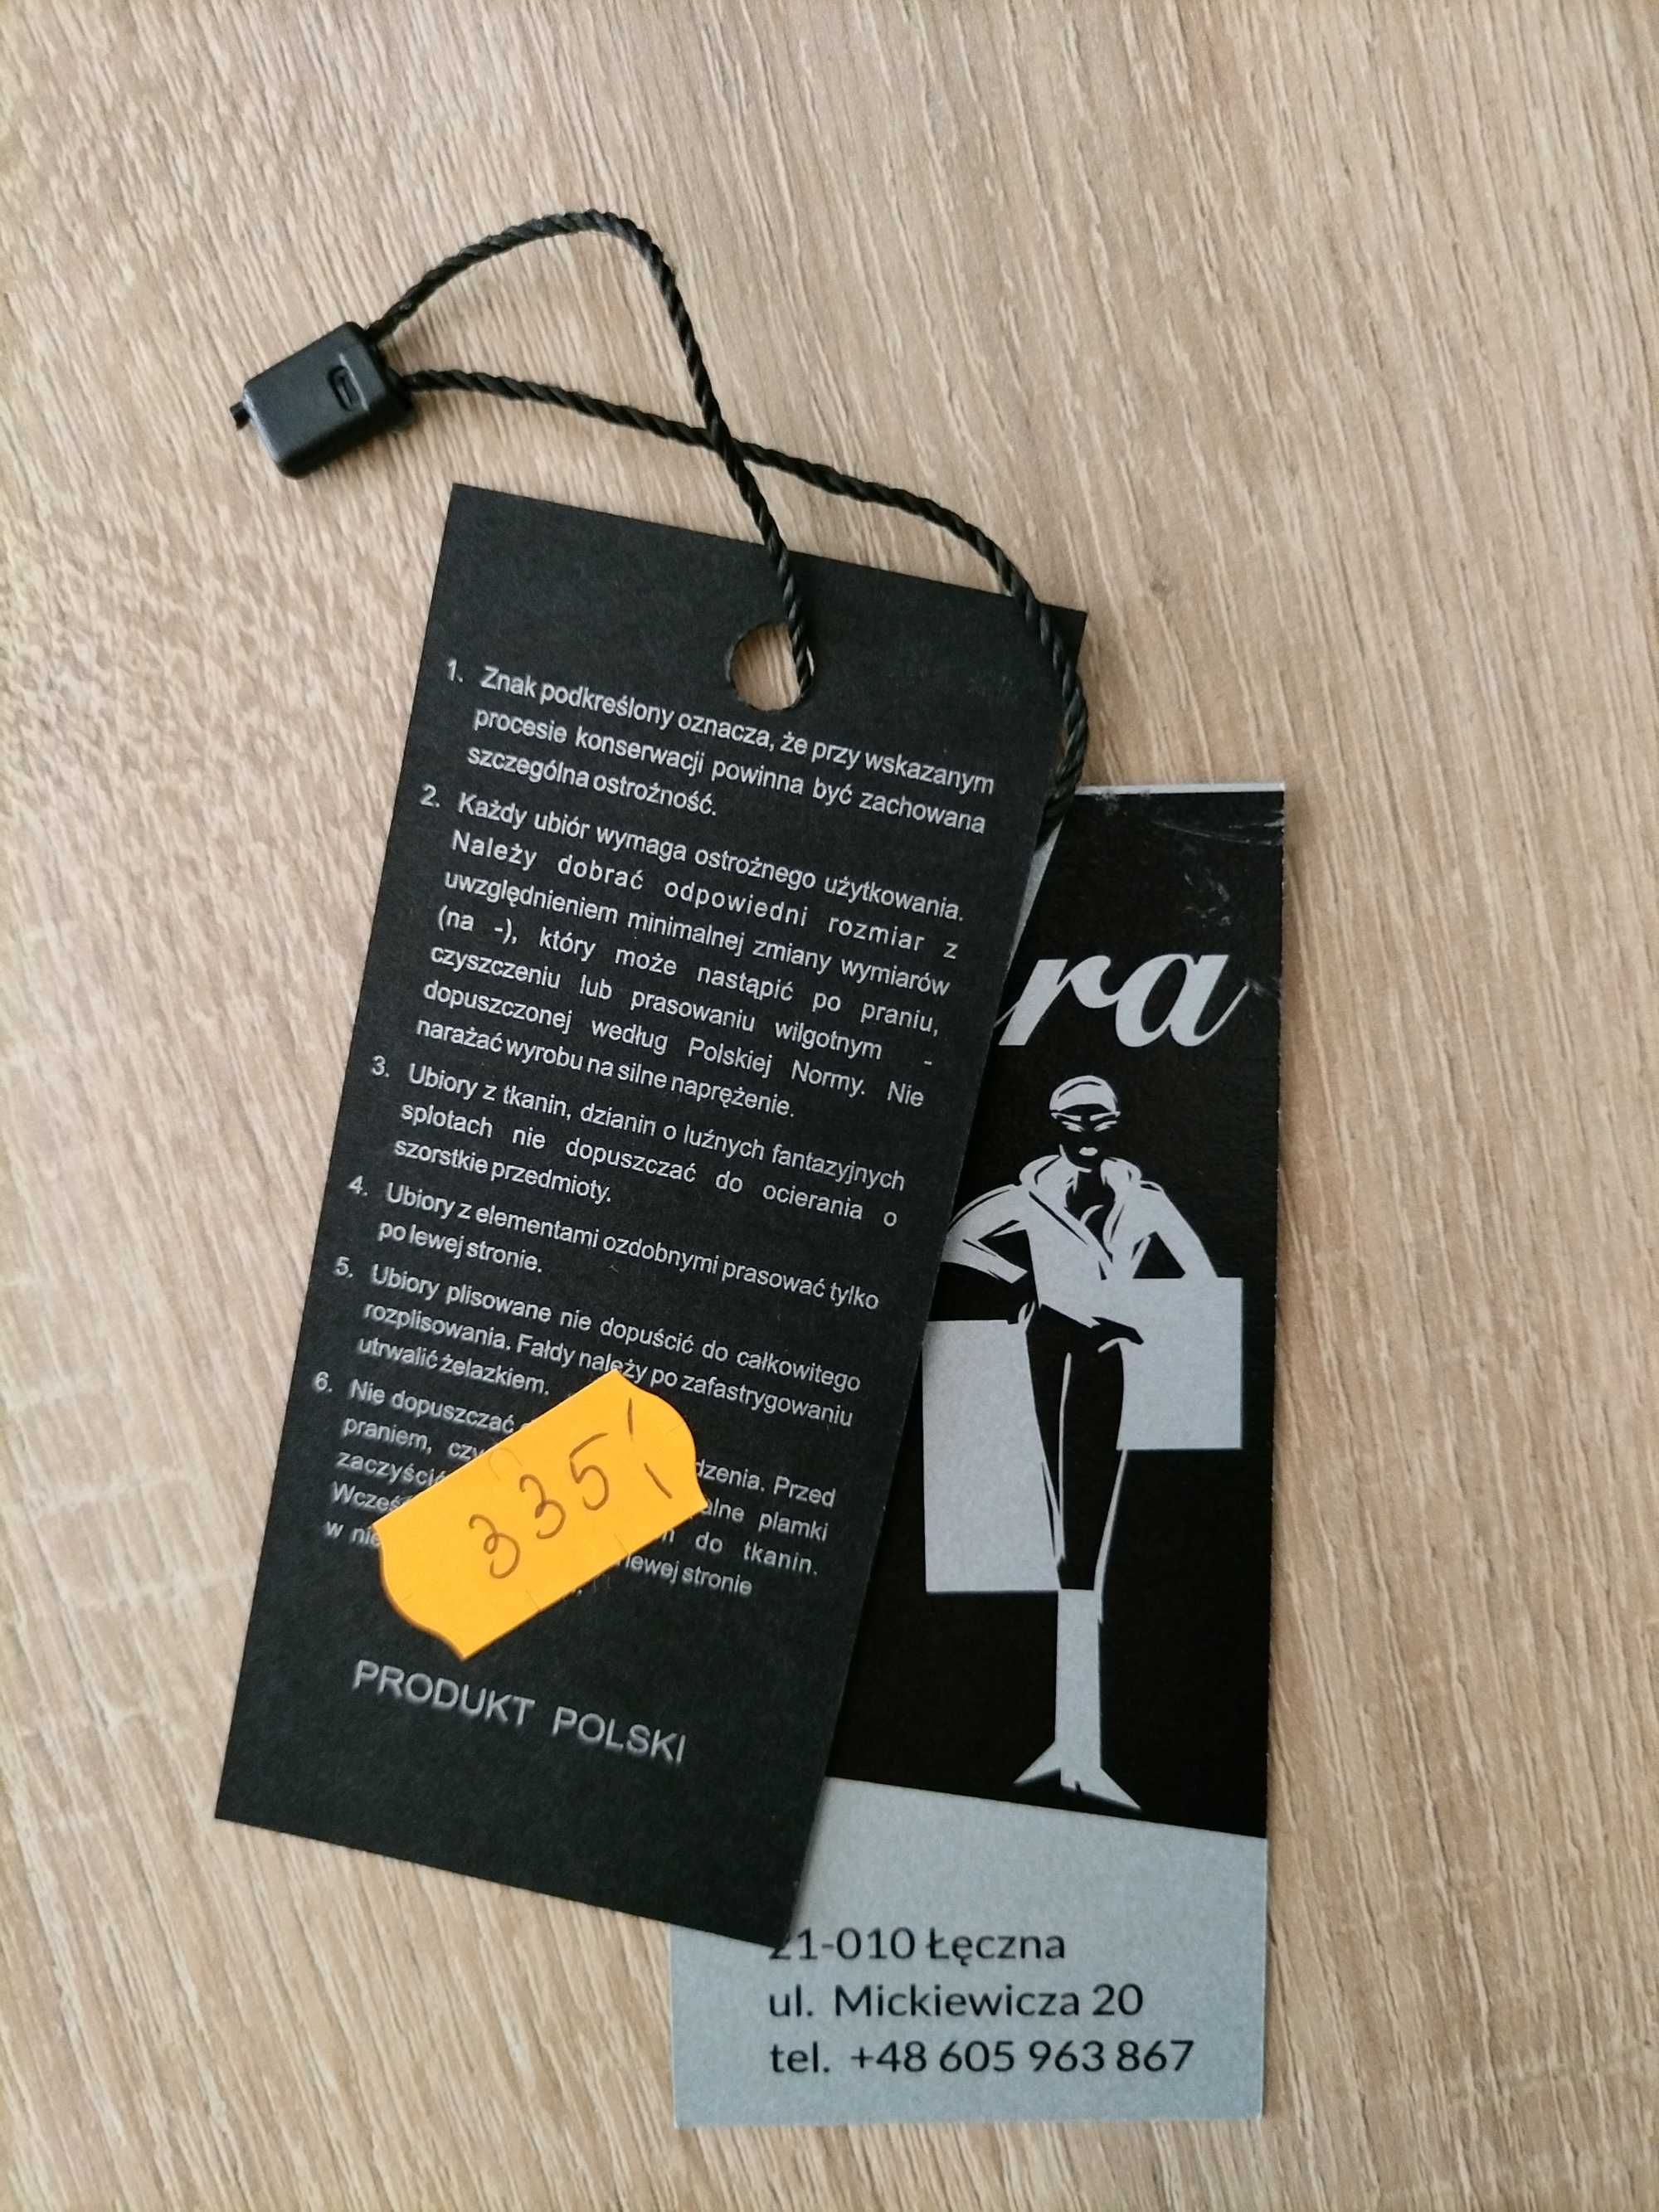 1. Znak podkreślony oznacza, że przy wskazanym
procesie konserwacji powinna być zachowana
szczególna ostrożność.
2. Każdy ubiór wymaga ostrożnego użytkowania.
Należy dobrać odpowiedni rozmiar z
uwzględnieniem minimalnej zmiany wymiarów
(na -), który może nastąpić po praniu,
czyszczeniu lub prasowaniu wilgotnym -
dopuszczonej według Polskiej Normy. Nie
narażać wyrobu na silne naprężenie.
3. Ubiory z tkanin, dzianin o luźnych fantazyjnych
splotach nie dopuszczać do ocierania o
szorstkie przedmioty.
4. Ubiory z elementami ozdobnymi prasować tylko
po lewej stronie.
5. Ubiory plisowane nie dopuścić do całkowitego
rozplisowania. Fałdy należy po zafastrygowaniu
utrwalić żelazkiem.
6. Nie dopuszczać dzenia. Przed
praniem, alne plamki
do tkanin.
w lewej stronie
335
PRODUKT POLSKI
ra
21-010 Łęczna
ul. Mickiewicza 20
tel. +48 605 963 867